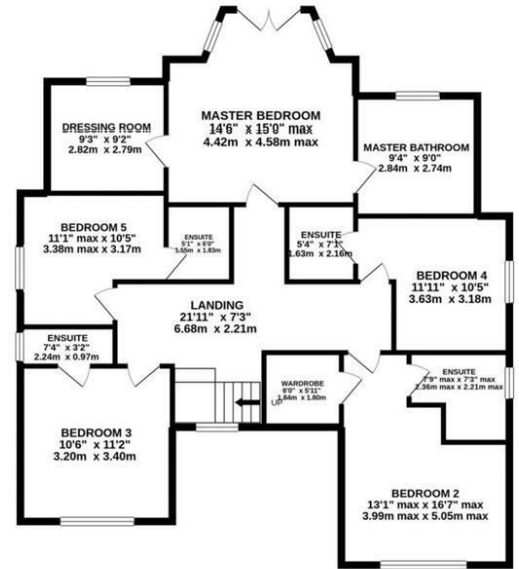 MASTER BEDROOM
14'6" x 15'0" max
4.42m x 4.58m max
DRESSING ROOM
9'3" x 9'2"
2.82m x 2.79m
MASTER BATHROOM
9'4" x 9'0"
2.84m x 2.74m
BEDROOM 5
11'1" max x 10'5"
3.38m max x 3.17m
ENSUITE
5'1" x 6'0"
1.55m x 1.83m
ENSUITE
5'4" x 7'1"
1.63m x 2.16m
BEDROOM 4
11'11" x 10'5"
3.63m x 3.18m
LANDING
21'11" x 7'3"
6.68m x 2.21m
ENSUITE
7'4" x 3'2"
2.24m x 0.97m
WARDROBE
6'0" x 5'11"
1.84m x 1.80m
UP
ENSUITE
7'9" max x 7'3" max
2.36m max x 2.21m max
BEDROOM 3
10'6" x 11'2"
3.20m x 3.40m
BEDROOM 2
13'1" max x 16'7" max
3.99m max x 5.05m max